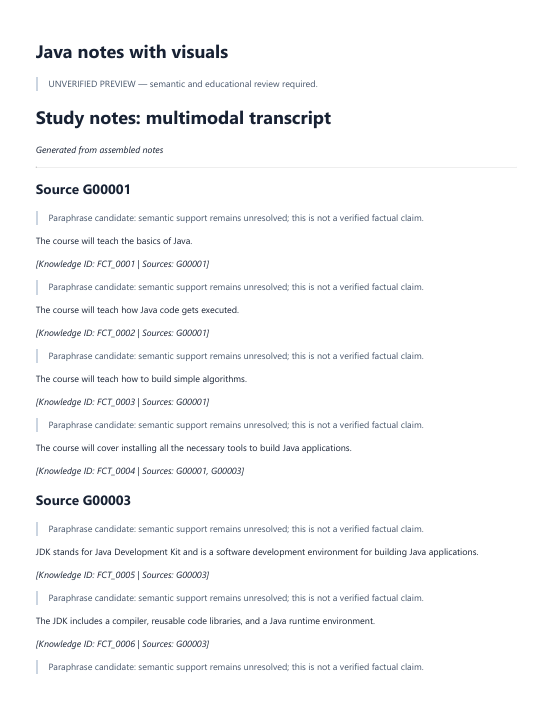 Java notes with visuals
UNVERIFIED PREVIEW — semantic and educational review required.
Study notes: multimodal transcript
Generated from assembled notes
Source G00001
Paraphrase candidate: semantic support remains unresolved; this is not a verified factual claim.
The course will teach the basics of Java.
[Knowledge ID: FCT_0001 | Sources: G00001]
Paraphrase candidate: semantic support remains unresolved; this is not a verified factual claim.
The course will teach how Java code gets executed.
[Knowledge ID: FCT_0002 | Sources: G00001]
Paraphrase candidate: semantic support remains unresolved; this is not a verified factual claim.
The course will teach how to build simple algorithms.
[Knowledge ID: FCT_0003 | Sources: G00001]
Paraphrase candidate: semantic support remains unresolved; this is not a verified factual claim.
The course will cover installing all the necessary tools to build Java applications.
[Knowledge ID: FCT_0004 | Sources: G00001, G00003]
Source G00003
Paraphrase candidate: semantic support remains unresolved; this is not a verified factual claim.
JDK stands for Java Development Kit and is a software development environment for building Java applications.
[Knowledge ID: FCT_0005 | Sources: G00003]
Paraphrase candidate: semantic support remains unresolved; this is not a verified factual claim.
The JDK includes a compiler, reusable code libraries, and a Java runtime environment.
[Knowledge ID: FCT_0006 | Sources: G00003]
Paraphrase candidate: semantic support remains unresolved; this is not a verified factual claim.